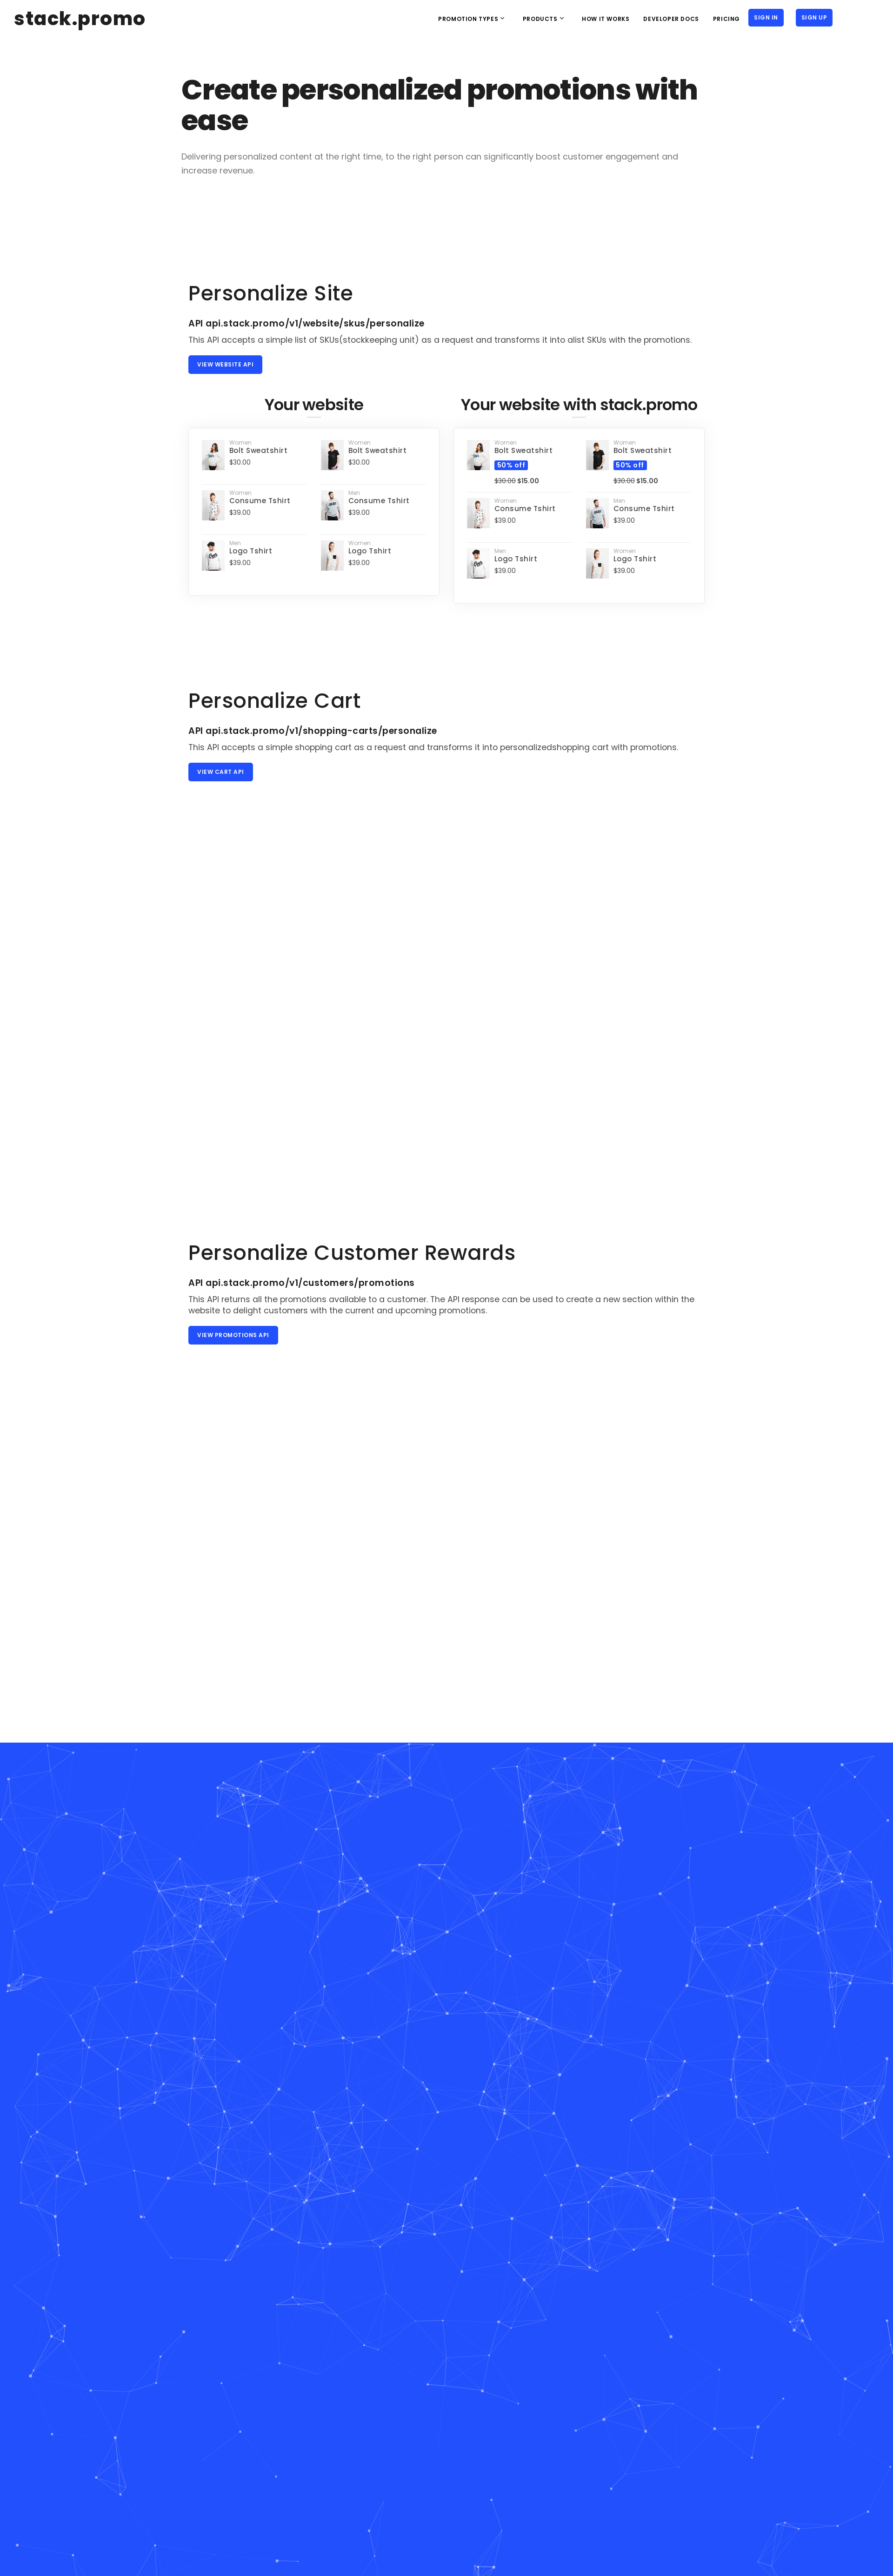 stack.promo
PROMOTION TYPES
PRODUCTS
HOW IT WORKS
DEVELOPER DOCS
PRICING
SIGN IN
SIGN UP
Create personalized promotions with
ease
Delivering personalized content at the right time, to the right person can significantly boost customer engagement and
increase revenue.
Personalize Site
API api.stack.promo/v1/website/skus/personalize
This API accepts a simple list of SKUs(stockkeeping unit) as a request and transforms it into alist SKUs with the promotions.
VIEW WEBSITE API
Your website
Women
Bolt Sweatshirt
$30.00
Women
Bolt Sweatshirt
$30.00
Women
Consume Tshirt
$39.00
Men
Consume Tshirt
$39.00
Men
Logo Tshirt
$39.00
Women
Logo Tshirt
$39.00
Your website with stack.promo
Women
Bolt Sweatshirt
50% off
$30.00 $15.00
Women
Bolt Sweatshirt
50% off
$30.00 $15.00
Women
Consume Tshirt
$39.00
Men
Consume Tshirt
$39.00
Men
Logo Tshirt
$39.00
Women
Logo Tshirt
$39.00
Personalize Cart
API api.stack.promo/v1/shopping-carts/personalize
This API accepts a simple shopping cart as a request and transforms it into personalizedshopping cart with promotions.
VIEW CART API
Personalize Customer Rewards
API api.stack.promo/v1/customers/promotions
This API returns all the promotions available to a customer. The API response can be used to create a new section within the
website to delight customers with the current and upcoming promotions.
VIEW PROMOTIONS API